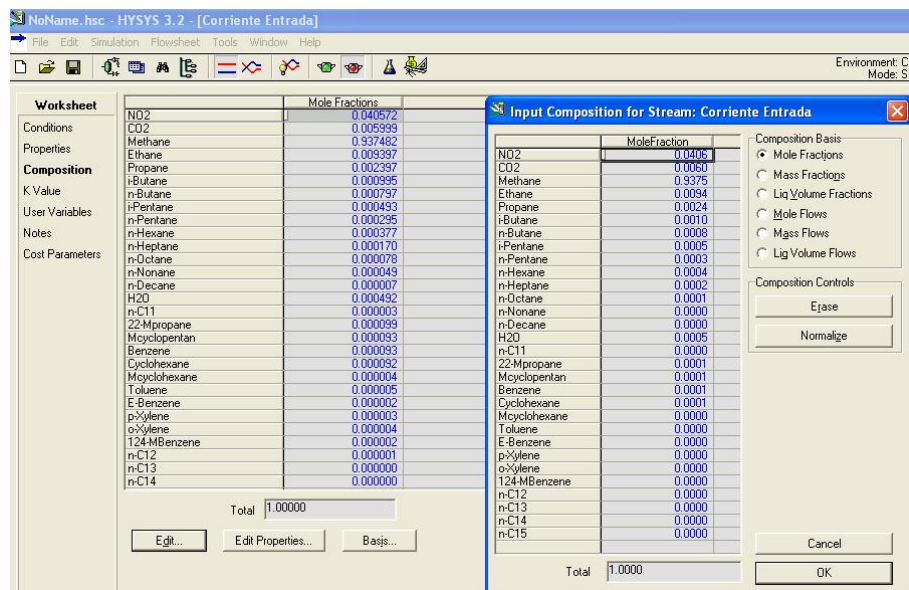 NoName.hsc - HYSYS 3.2 - [Corriente Entrada]
File Edit Simulation Flowsheet Tools Window Help
Environment: C
Mode: S
Worksheet
Conditions
Properties
Composition
K Value
User Variables
Notes
Cost Parameters
Mole Fractions
NO2 0.040572
CO2 0.005999
Methane 0.937482
Ethane 0.009397
Propane 0.002397
i-Butane 0.000995
n-Butane 0.000797
i-Pentane 0.000493
n-Pentane 0.000295
n-Hexane 0.000377
n-Heptane 0.000170
n-Octane 0.000078
n-Nonane 0.000049
n-Decane 0.000007
H2O 0.000492
n-C11 0.000003
22-Mpropane 0.000099
Mcyclopentan 0.000093
Benzene 0.000093
Cyclohexane 0.000092
Mcyclohexane 0.000004
Toluene 0.000005
E-Benzene 0.000002
p-Xylene 0.000003
o-Xylene 0.000004
124-MBenzene 0.000002
n-C12 0.000001
n-C13 0.000000
n-C14 0.000000
Total 1.00000
Edit... Edit Properties... Basis...
Input Composition for Stream: Corriente Entrada
MoleFraction
NO2 0.0406
CO2 0.0060
Methane 0.9375
Ethane 0.0094
Propane 0.0024
i-Butane 0.0010
n-Butane 0.0008
i-Pentane 0.0005
n-Pentane 0.0003
n-Hexane 0.0004
n-Heptane 0.0002
n-Octane 0.0001
n-Nonane 0.0000
n-Decane 0.0000
H2O 0.0005
n-C11 0.0000
22-Mpropane 0.0001
Mcyclopentan 0.0001
Benzene 0.0001
Cyclohexane 0.0001
Mcyclohexane 0.0000
Toluene 0.0000
E-Benzene 0.0000
p-Xylene 0.0000
o-Xylene 0.0000
124-MBenzene 0.0000
n-C12 0.0000
n-C13 0.0000
n-C14 0.0000
n-C15 0.0000
Total 1.0000
Composition Basis
Mole Fractions
Mass Fractions
Liq Volume Fractions
Mole Flows
Mass Flows
Liq Volume Flows
Composition Controls
Erase
Normalize
Cancel
OK